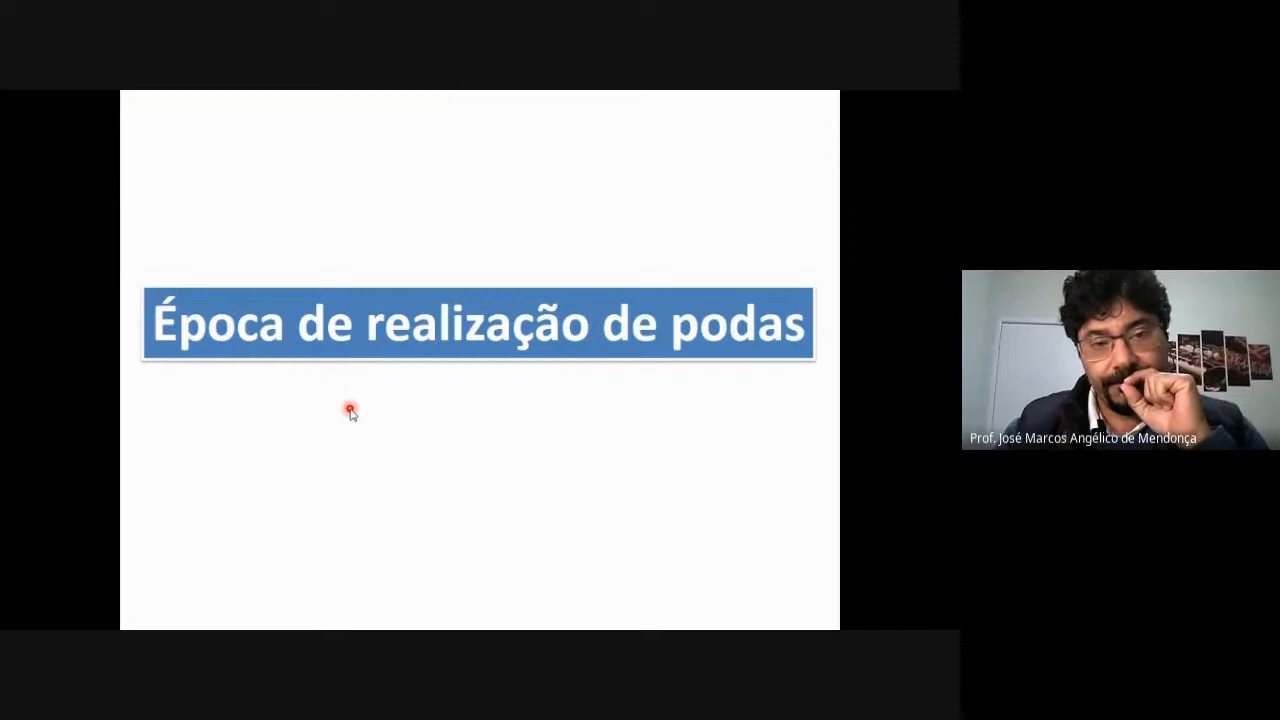 Época de realização de podas
Prof. José Marcos Angélico de Mendonça